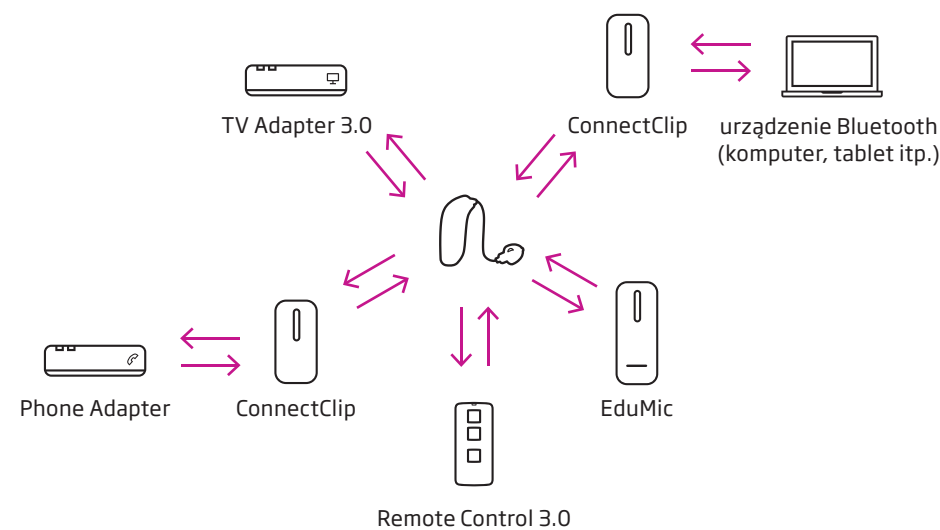 TV Adapter 3.0
ConnectClip
urządzenie Bluetooth
(komputer, tablet itp.)
Phone Adapter
ConnectClip
EduMic
Remote Control 3.0